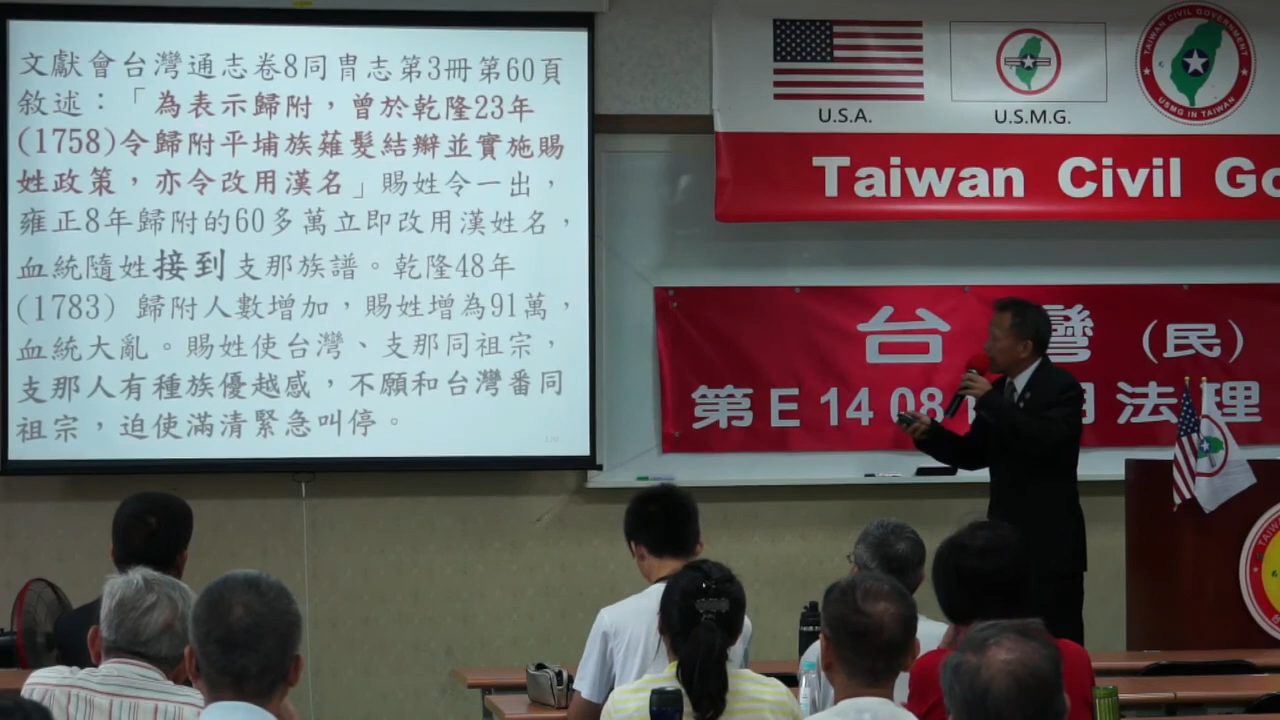 文獻會台灣通志卷8同胄志第3冊第60頁
敘述：「為表示歸附，曾於乾隆23年
(1758)令歸附平埔族薙髮結辮並實施賜
姓政策，亦令改用漢名」賜姓令一出，
雍正8年歸附的60多萬立即改用漢姓名，
血統隨姓接到支那族譜。乾隆48年
(1783) 歸附人數增加，賜姓增為91萬，
血統大亂。賜姓使台灣、支那同祖宗，
支那人有種族優越感，不願和台灣番同
祖宗，迫使滿清緊急叫停。
U.S.A.
U.S.M.G.
TAIWAN CIVIL GOVERNMENT
USMG IN TAIWAN
Taiwan Civil Go
台灣(民)
第E 14 08
法理